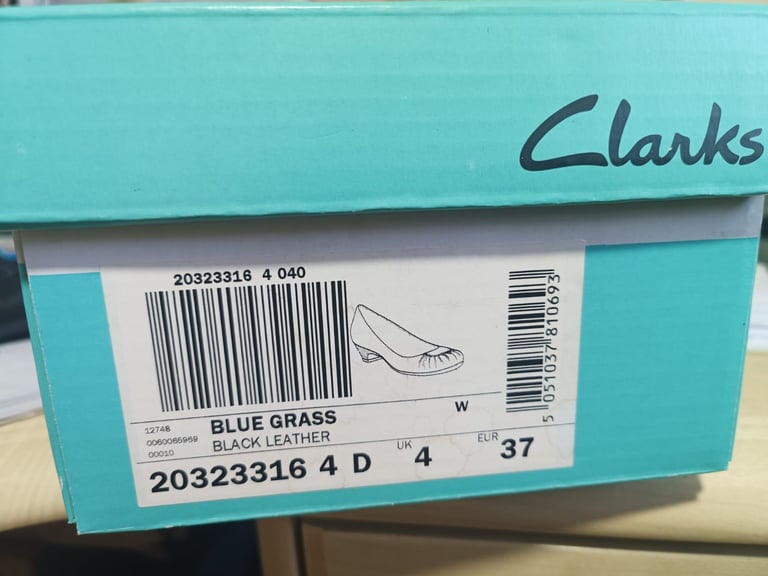 Clarks
20323316 4 040
5 051037 810693
W
12748
0060065969
00010
BLUE GRASS
BLACK LEATHER
20323316 4 D UK 4 EUR 37